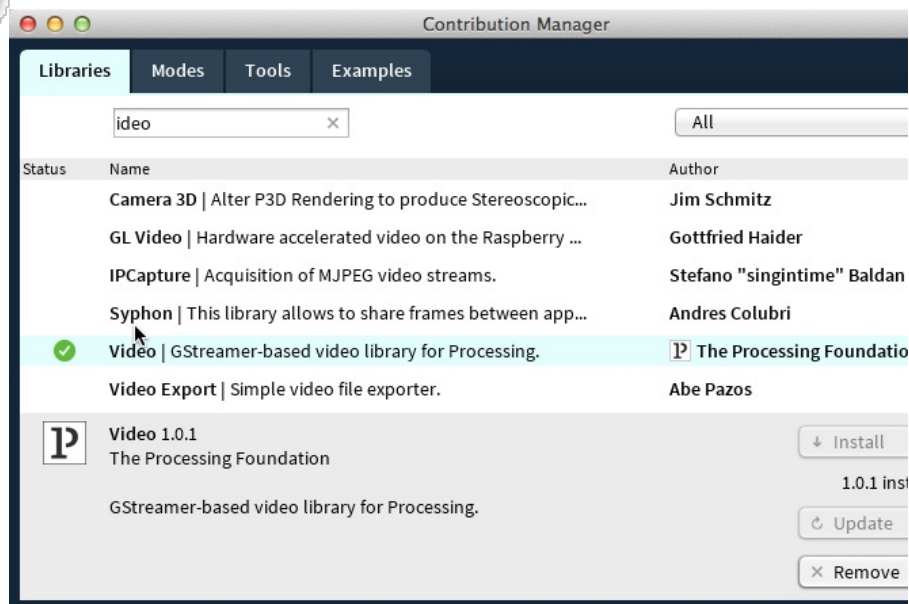 Contribution Manager
Libraries Modes Tools Examples
ideo × All
Status Name Author
Camera 3D | Alter P3D Rendering to produce Stereoscopic... Jim Schmitz
GL Video | Hardware accelerated video on the Raspberry ... Gottfried Haider
IPCapture | Acquisition of MJPEG video streams. Stefano "singintime" Baldan
Syphon | This library allows to share frames between app... Andres Colubri
Video | GStreamer-based video library for Processing. P The Processing Foundatio
Video Export | Simple video file exporter. Abe Pazos
P Video 1.0.1
Install
The Processing Foundation
1.0.1 inst
GStreamer-based video library for Processing.
Update
× Remove